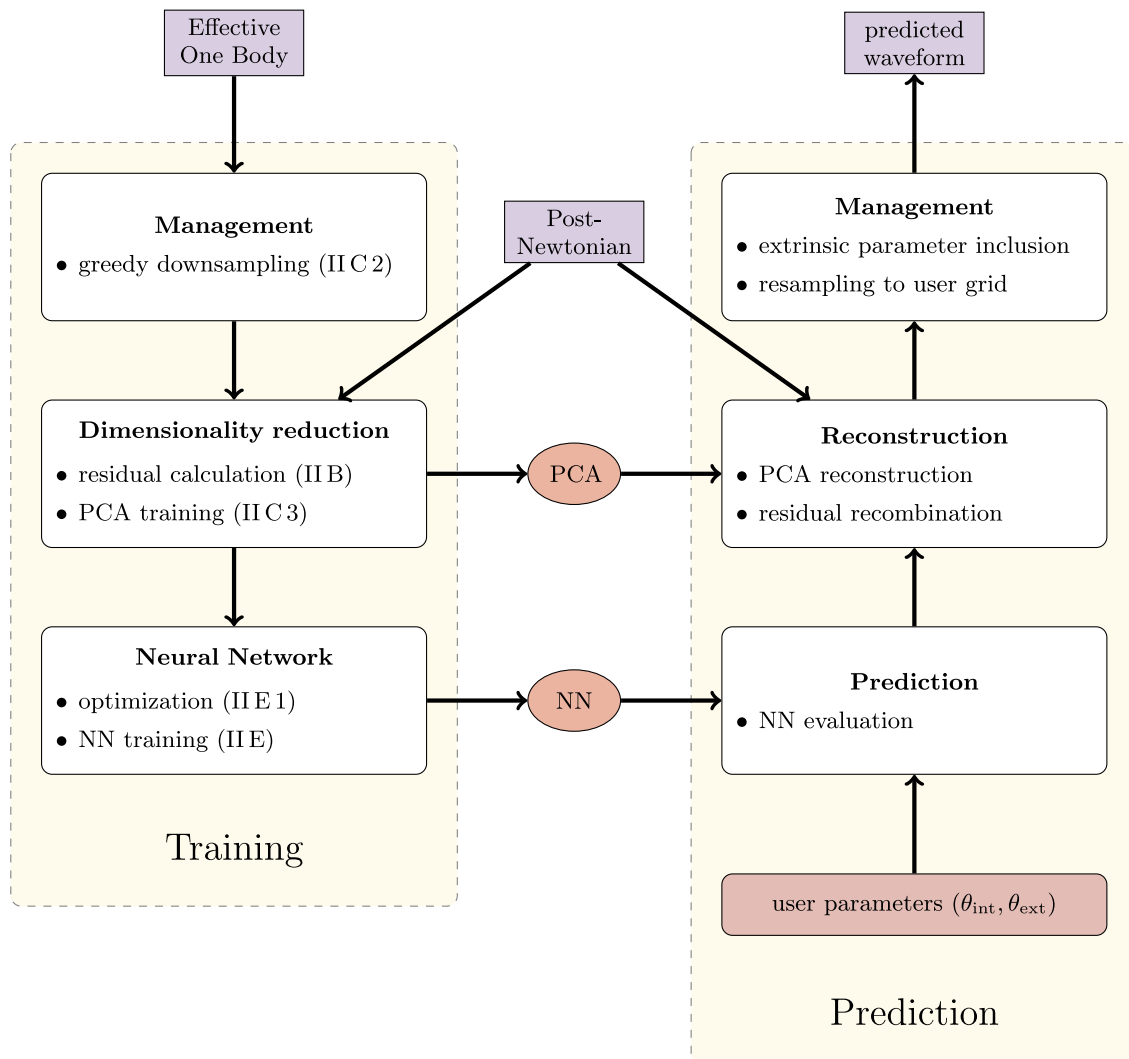 Effective
One Body
predicted
waveform
Management
• greedy downsampling (II C 2)
Post-
Newtonian
Management
• extrinsic parameter inclusion
• resampling to user grid
Dimensionality reduction
• residual calculation (II B)
• PCA training (II C 3)
PCA
Reconstruction
• PCA reconstruction
• residual recombination
Neural Network
• optimization (II E 1)
• NN training (II E)
NN
Prediction
• NN evaluation
Training
user parameters (θ_int, θ_ext)
Prediction